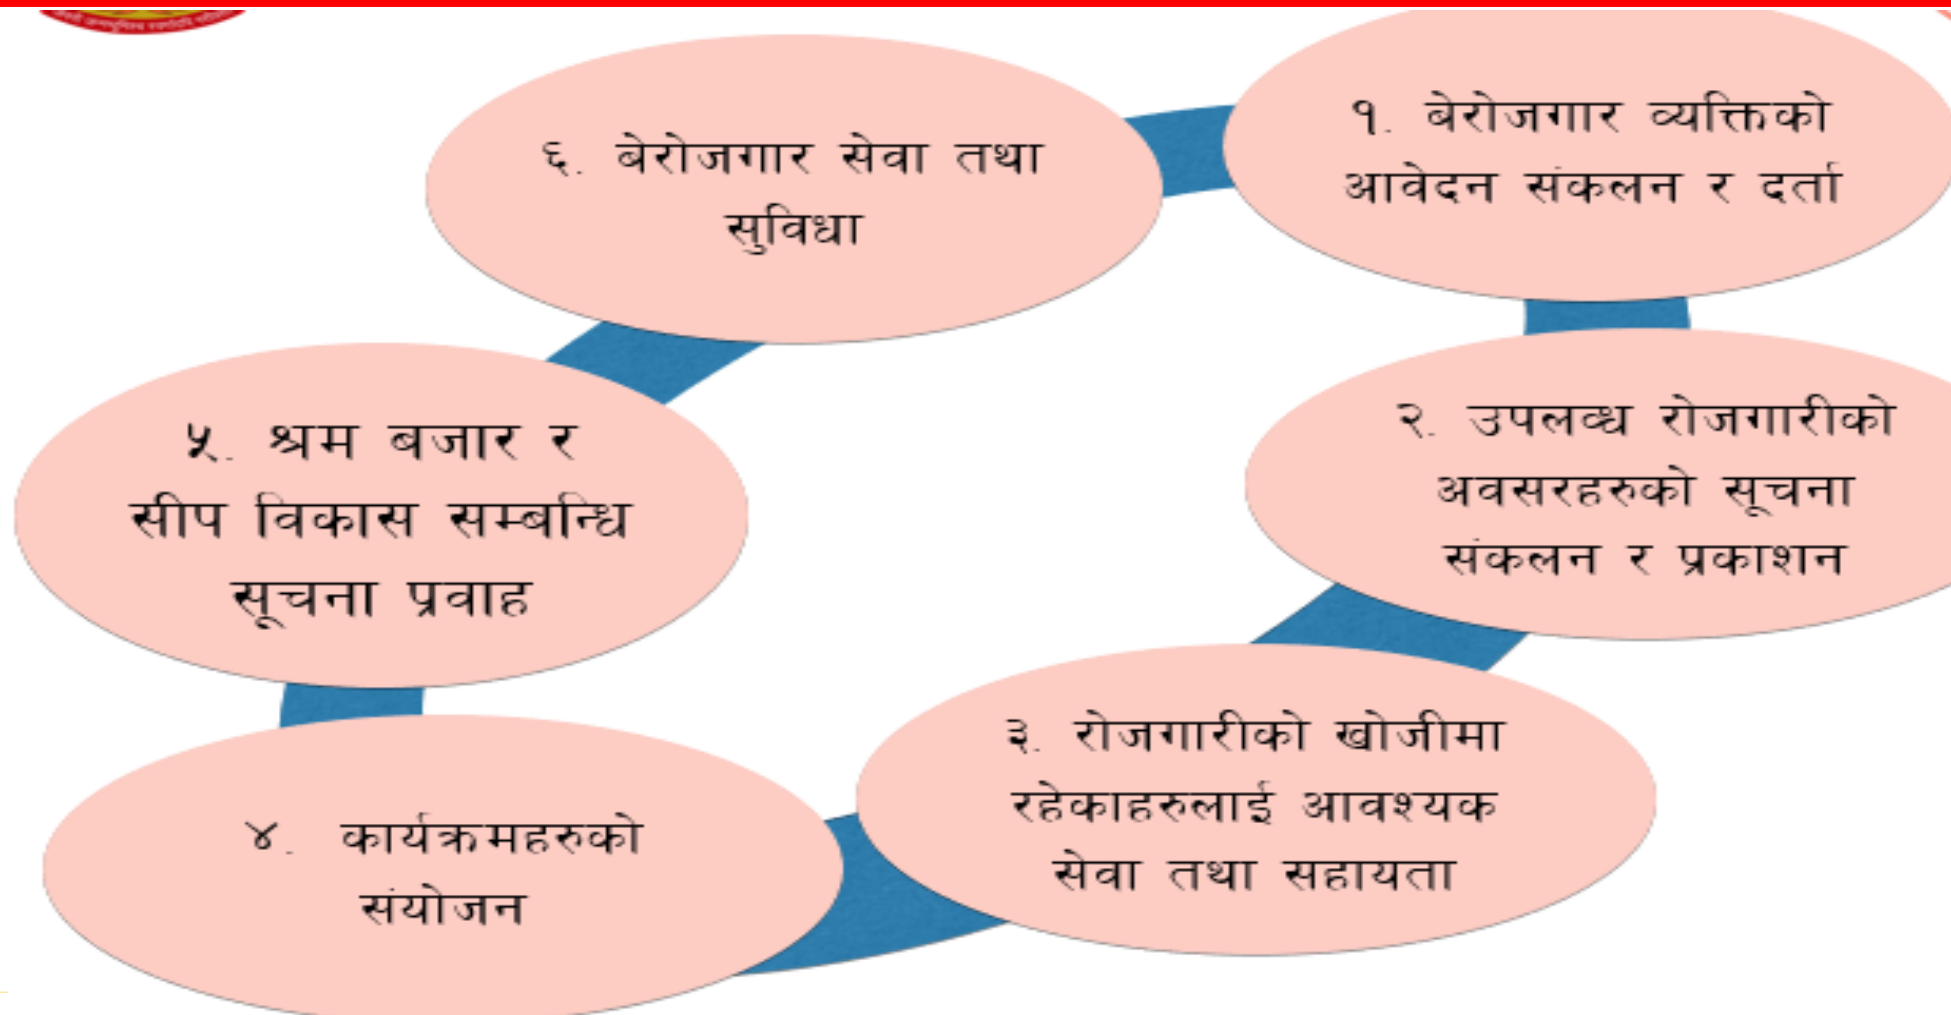 १. बेरोजगार व्यक्तिको
आवेदन संकलन र दर्ता
२. उपलव्ध रोजगारीको
अवसरहरुको सूचना
संकलन र प्रकाशन
३. रोजगारीको खोजीमा
रहेकाहरुलाई आवश्यक
सेवा तथा सहायता
४. कार्यक्रमहरुको
संयोजन
५. श्रम बजार र
सीप विकास सम्बन्धि
सूचना प्रवाह
६. बेरोजगार सेवा तथा
सुविधा